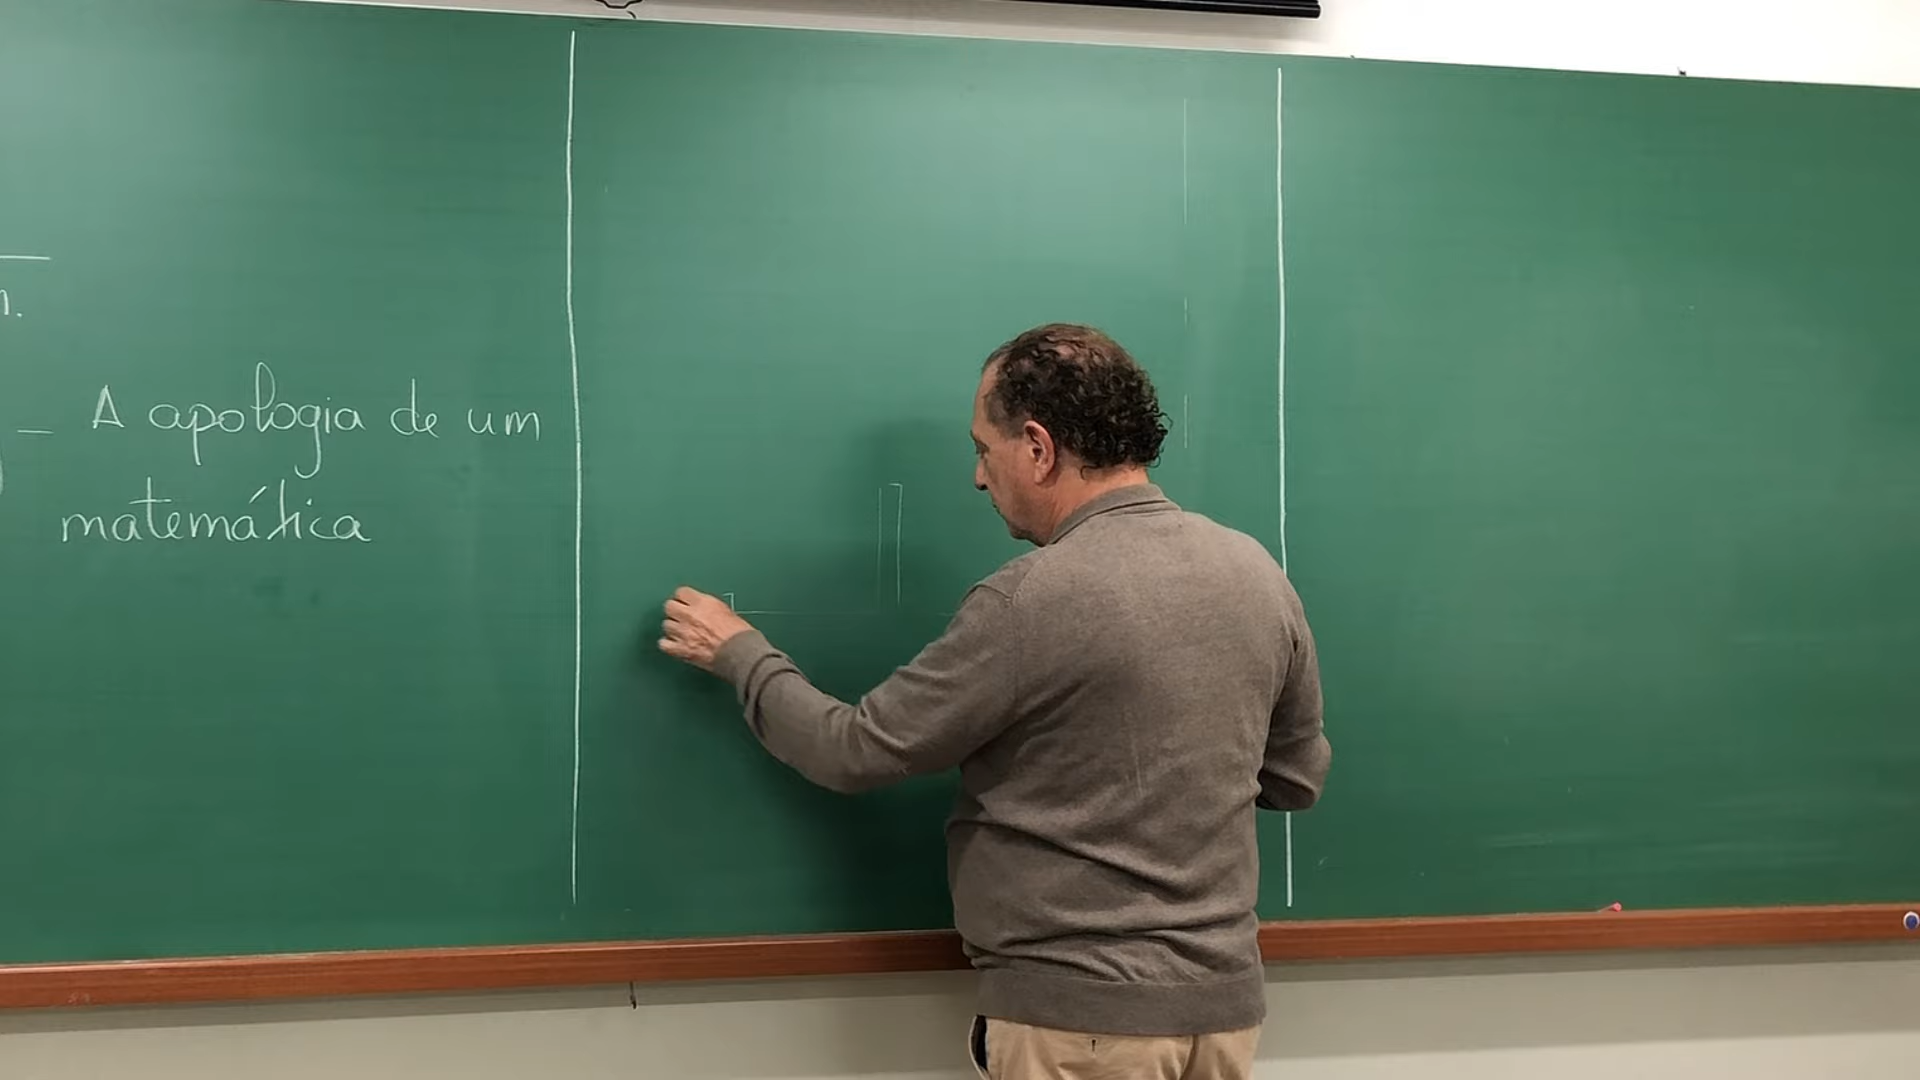 n.
– A apologia de um
matemática